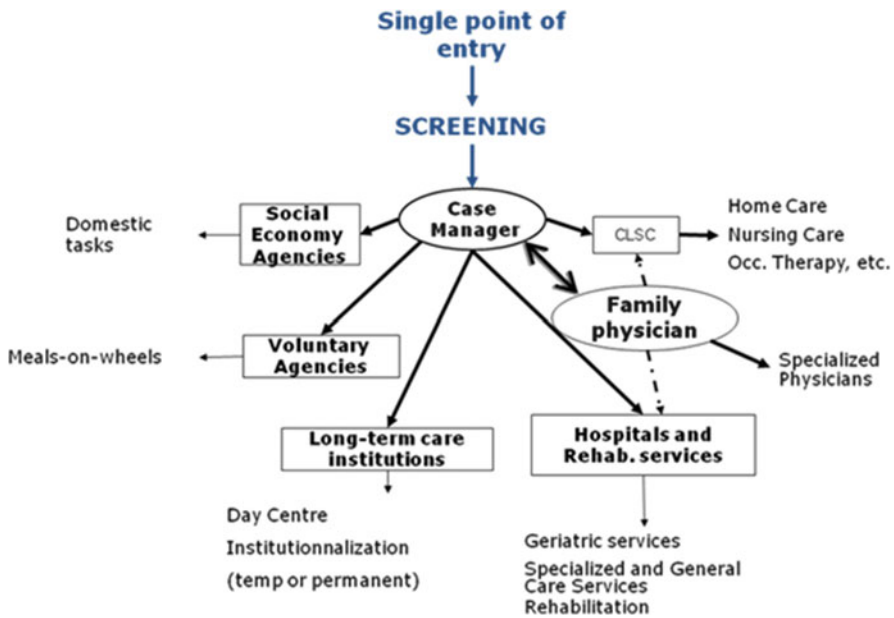 Single point of
entry
SCREENING
Case
Manager
Social
Economy
Agencies
Domestic
tasks
CLSC
Home Care
Nursing Care
Occ. Therapy, etc.
Family
physician
Voluntary
Agencies
Meals-on-wheels
Specialized
Physicians
Long-term care
institutions
Hospitals and
Rehab. services
Day Centre
Institutionnalization
(temp or permanent)
Geriatric services
Specialized and General
Care Services
Rehabilitation